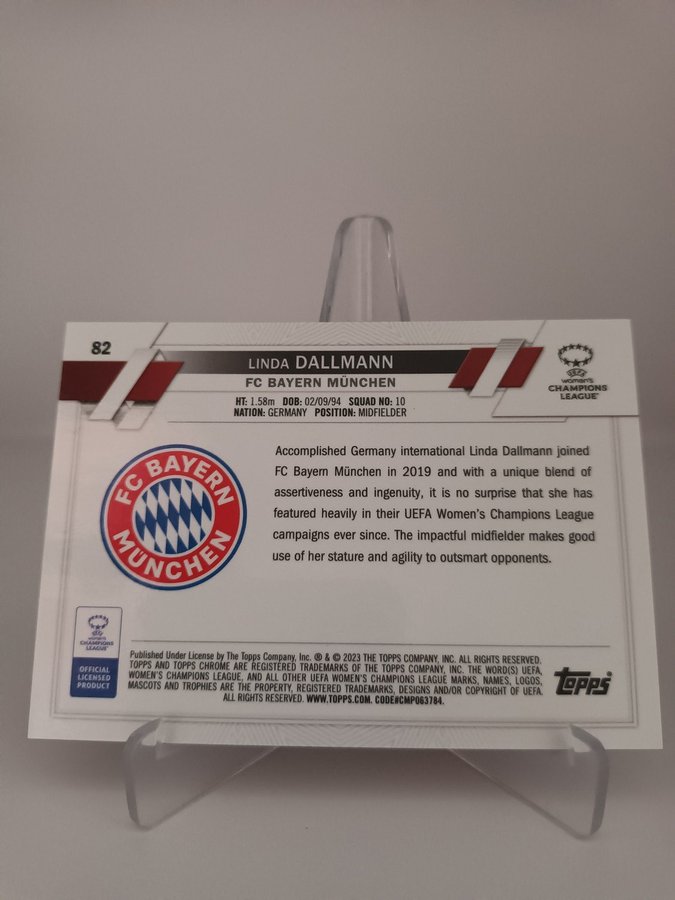 82
LINDA DALLMANN
FC BAYERN MÜNCHEN
HT: 1.58m DOB: 02/09/94 SQUAD NO: 10
NATION: GERMANY POSITION: MIDFIELDER
UEFA
WOMEN'S
CHAMPIONS
LEAGUE
FC BAYERN
MÜNCHEN
Accomplished Germany international Linda Dallmann joined
FC Bayern München in 2019 and with a unique blend of
assertiveness and ingenuity, it is no surprise that she has
featured heavily in their UEFA Women's Champions League
campaigns ever since. The impactful midfielder makes good
use of her stature and agility to outsmart opponents.
WOMEN'S
CHAMPIONS
LEAGUE
OFFICIAL
LICENSED
PRODUCT
Published Under License by The Topps Company, Inc. ® & © 2023 THE TOPPS COMPANY, INC. ALL RIGHTS RESERVED.
TOPPS AND TOPPS CHROME ARE REGISTERED TRADEMARKS OF THE TOPPS COMPANY, INC. THE WORD(S) UEFA,
WOMEN'S CHAMPIONS LEAGUE, AND ALL OTHER UEFA WOMEN'S CHAMPIONS LEAGUE MARKS, NAMES, LOGOS,
MASCOTS AND TROPHIES ARE THE PROPERTY, REGISTERED TRADEMARKS, DESIGNS AND/OR COPYRIGHT OF UEFA.
ALL RIGHTS RESERVED. WWW.TOPPS.COM. CODE#CMP063784.
Topps